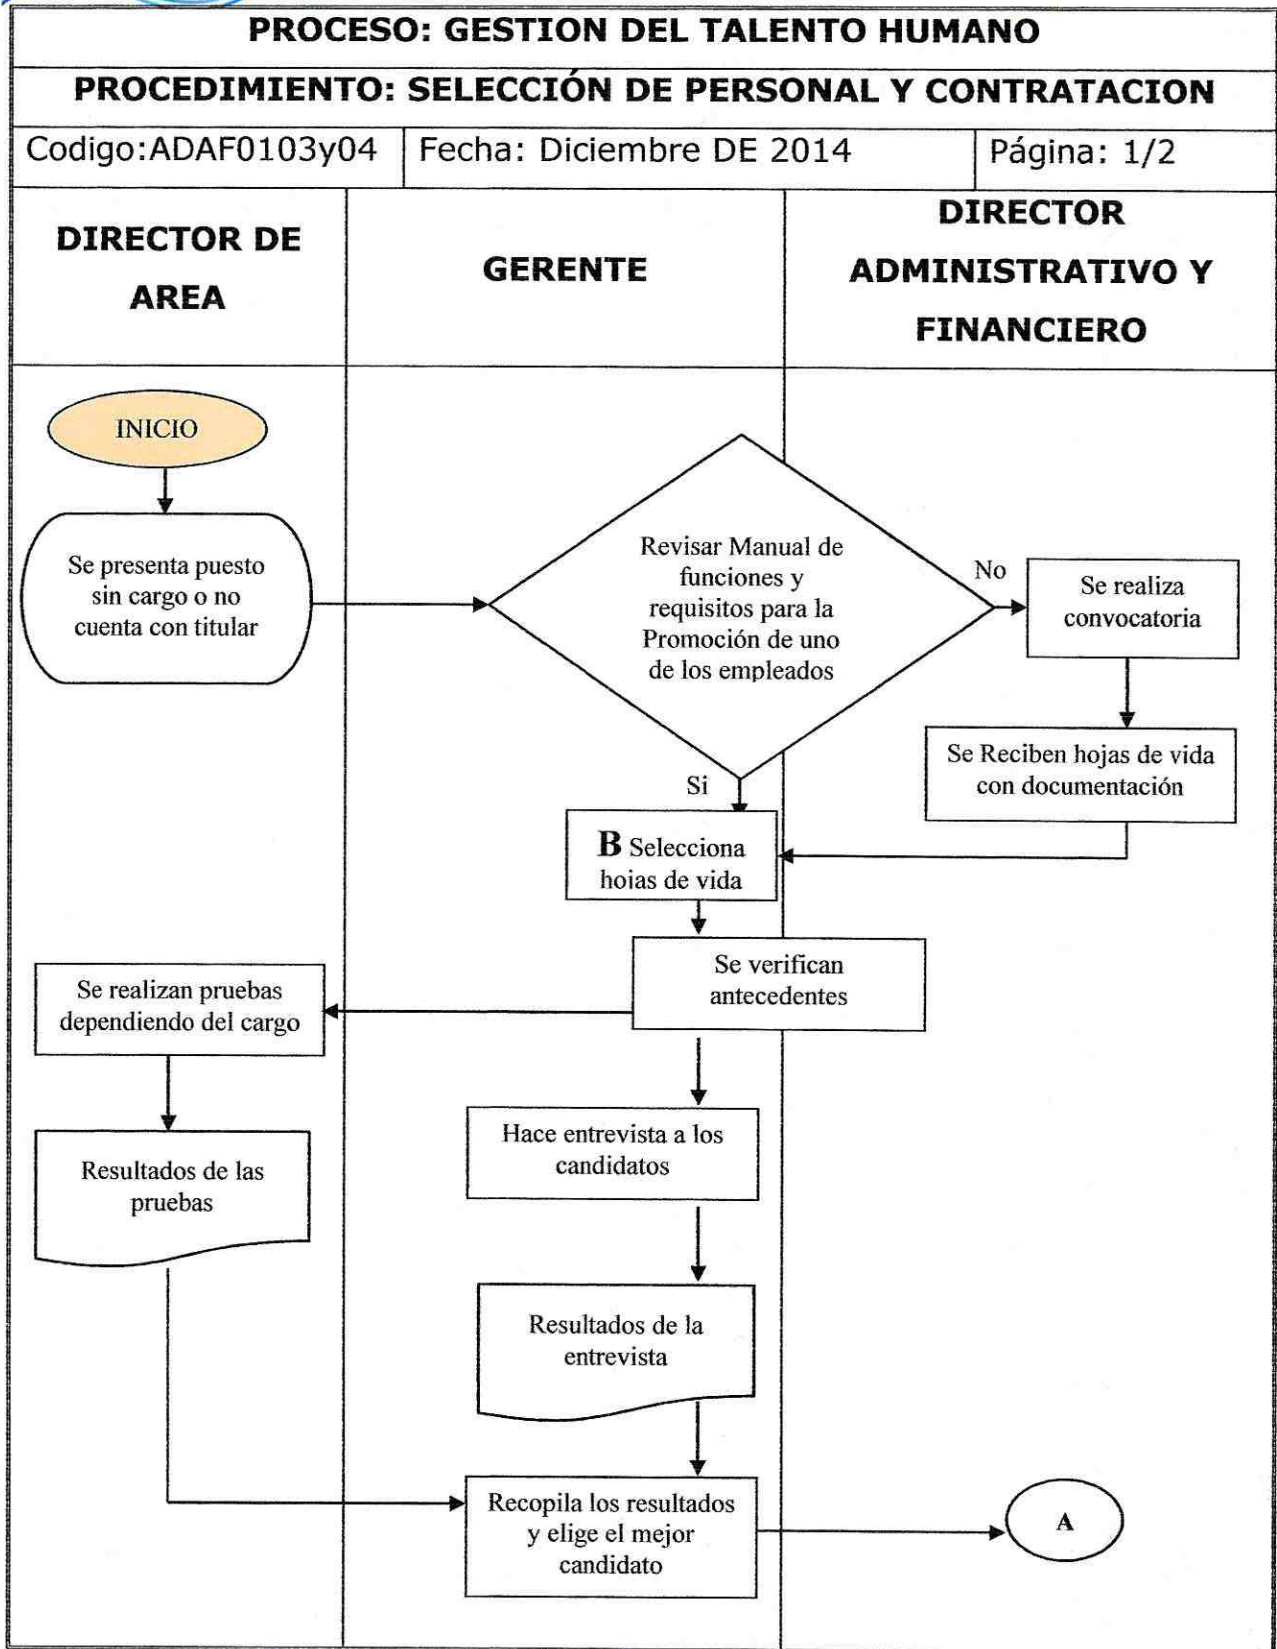 PROCESO: GESTION DEL TALENTO HUMANO
PROCEDIMIENTO: SELECCIÓN DE PERSONAL Y CONTRATACION
Codigo:ADAF0103y04
Fecha: Diciembre DE 2014
Página: 1/2
DIRECTOR DE
AREA
GERENTE
DIRECTOR
ADMINISTRATIVO Y
FINANCIERO
INICIO
Se presenta puesto
sin cargo o no
cuenta con titular
Revisar Manual de
funciones y
requisitos para la
Promoción de uno
de los empleados
No
Se realiza
convocatoria
Se Reciben hojas de vida
con documentación
Si
B Selecciona
hoias de vida
Se verifican
antecedentes
Se realizan pruebas
dependiendo del cargo
Hace entrevista a los
candidatos
Resultados de las
pruebas
Resultados de la
entrevista
Recopila los resultados
y elige el mejor
candidato
A